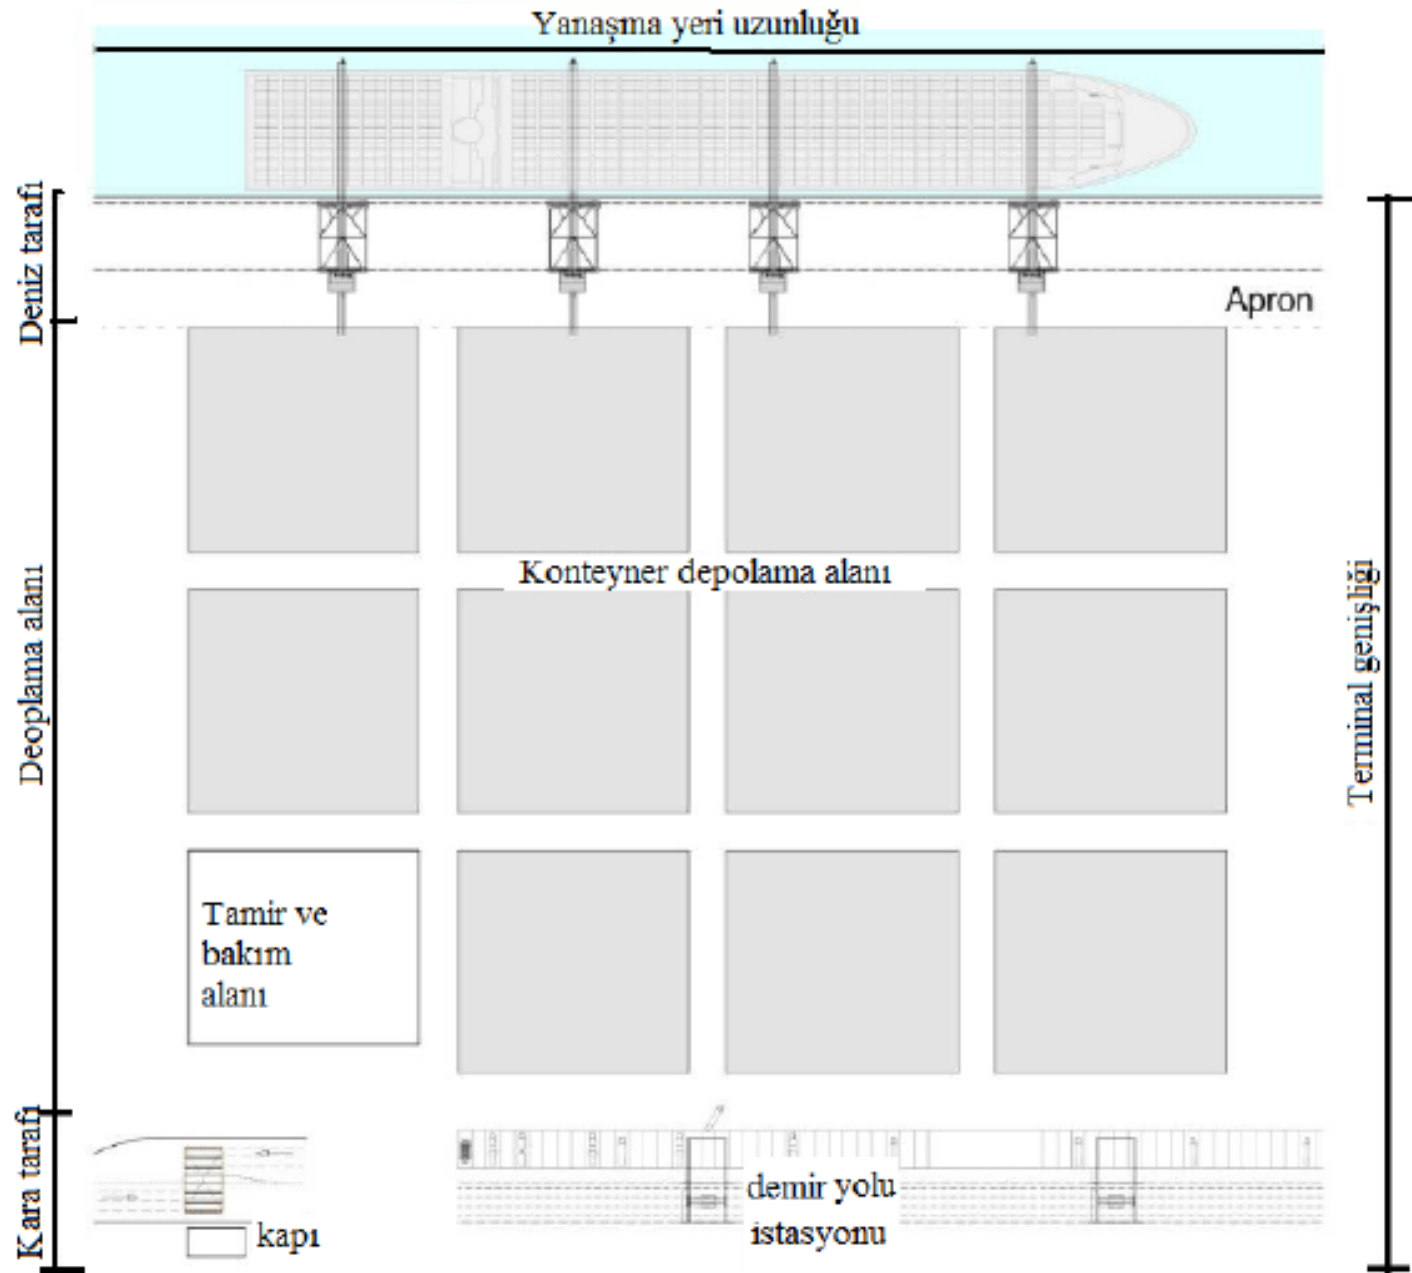 Yanaşma yeri uzunluğu
Deniz tarafı
Apron
Konteyner depolama alanı
Deoplama alanı
Terminal genişliği
Tamir ve
bakım
alanı
Kara tarafı
demir yolu
istasyonu
kapı